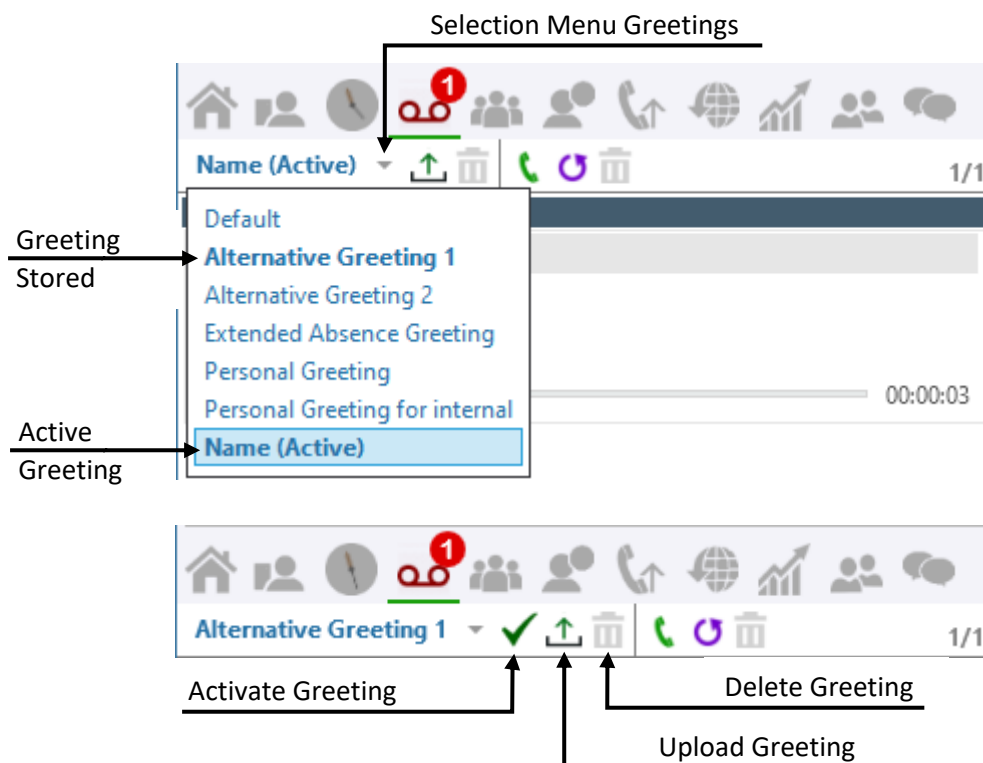 Selection Menu Greetings
1
Name (Active)
1/1
Default
Greeting
Stored
Alternative Greeting 1
Alternative Greeting 2
Extended Absence Greeting
Personal Greeting
00:00:03
Personal Greeting for internal
Active
Greeting
Name (Active)
1
Alternative Greeting 1
1/1
Activate Greeting
Delete Greeting
Upload Greeting